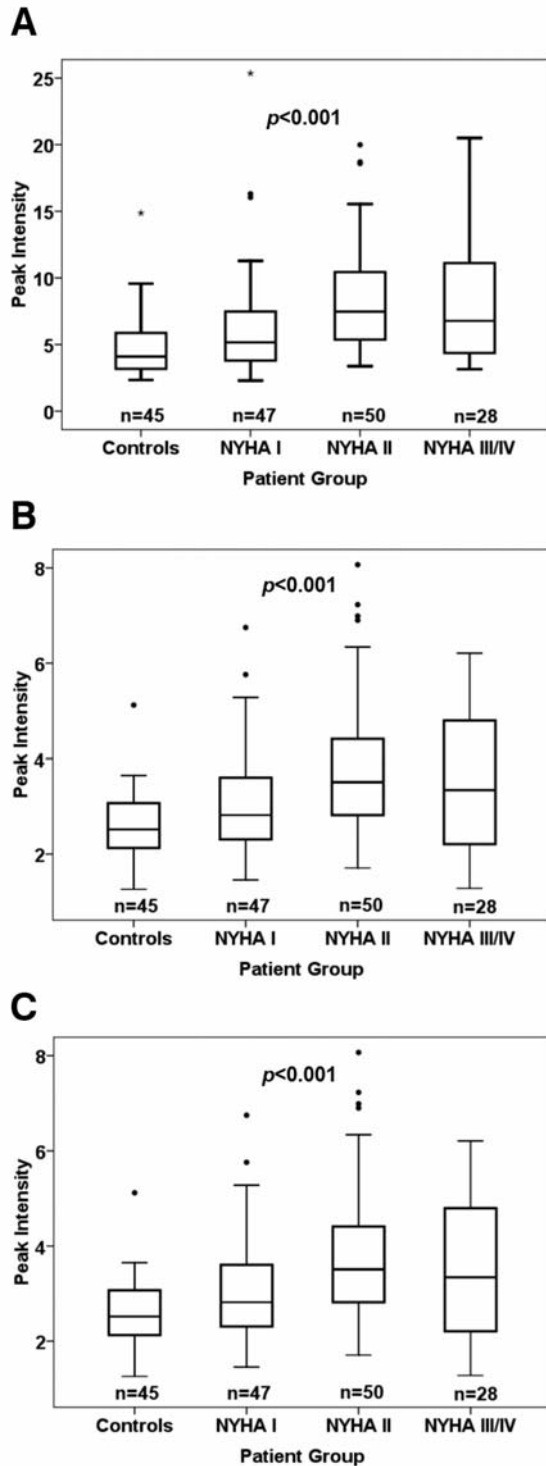 A
25
20
15
10
5
0
Peak Intensity
p<0.001
*
*
n=45 n=47 n=50 n=28
Controls NYHA I NYHA II NYHA III/IV
Patient Group
B
8
6
4
2
Peak Intensity
p<0.001
n=45 n=47 n=50 n=28
Controls NYHA I NYHA II NYHA III/IV
Patient Group
C
8
6
4
2
Peak Intensity
p<0.001
n=45 n=47 n=50 n=28
Controls NYHA I NYHA II NYHA III/IV
Patient Group